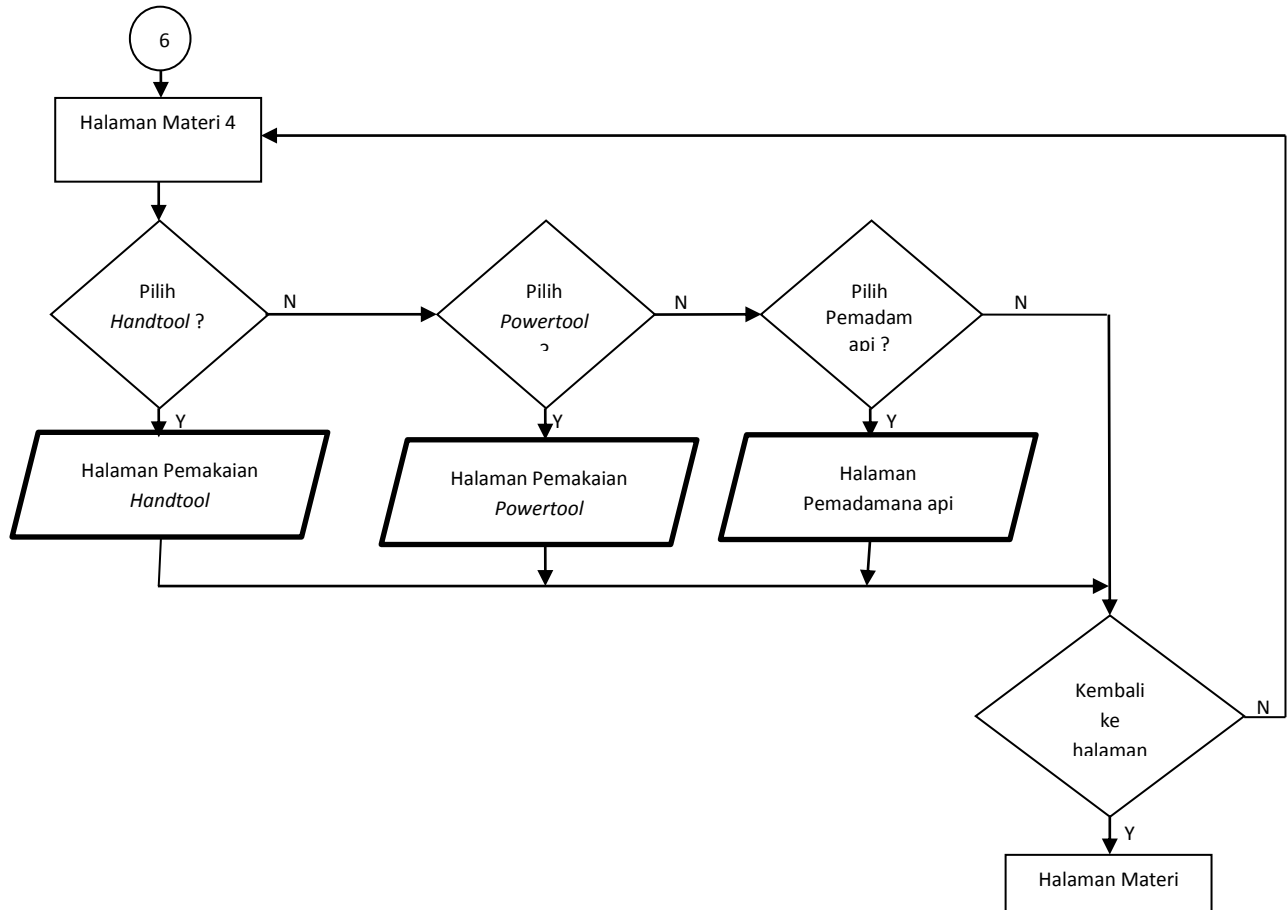 6
Halaman Materi 4
Pilih
Handtool ?
N
Pilih
Powertool
?
N
Pilih
Pemadam
api ?
N
Y
Y
Y
Halaman Pemakaian
Handtool
Halaman Pemakaian
Powertool
Halaman
Pemadamana api
Kembali
ke
halaman
N
Y
Halaman Materi